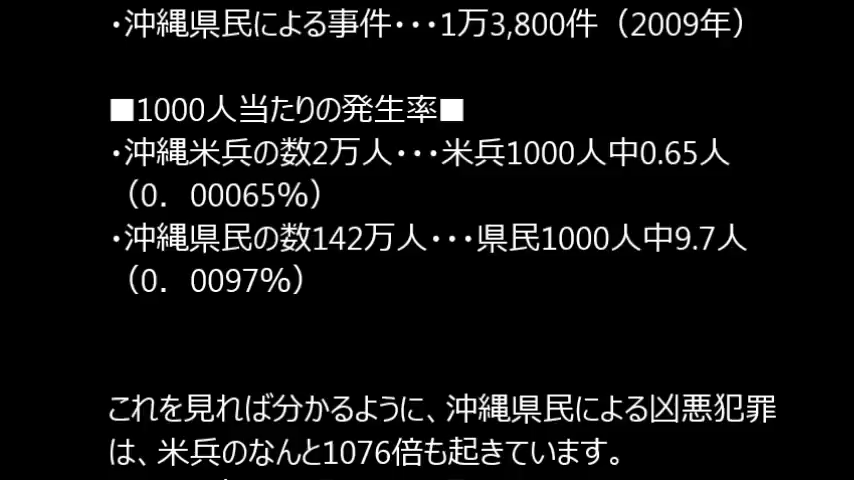 ・沖縄県民による事件・・・1万3,800件（2009年）
■1000人当たりの発生率■
・沖縄米兵の数2万人・・・米兵1000人中0.65人
（0．00065％）
・沖縄県民の数142万人・・・県民1000人中9.7人
（0．0097％）
これを見れば分かるように、沖縄県民による凶悪犯罪
は、米兵のなんと1076倍も起きています。